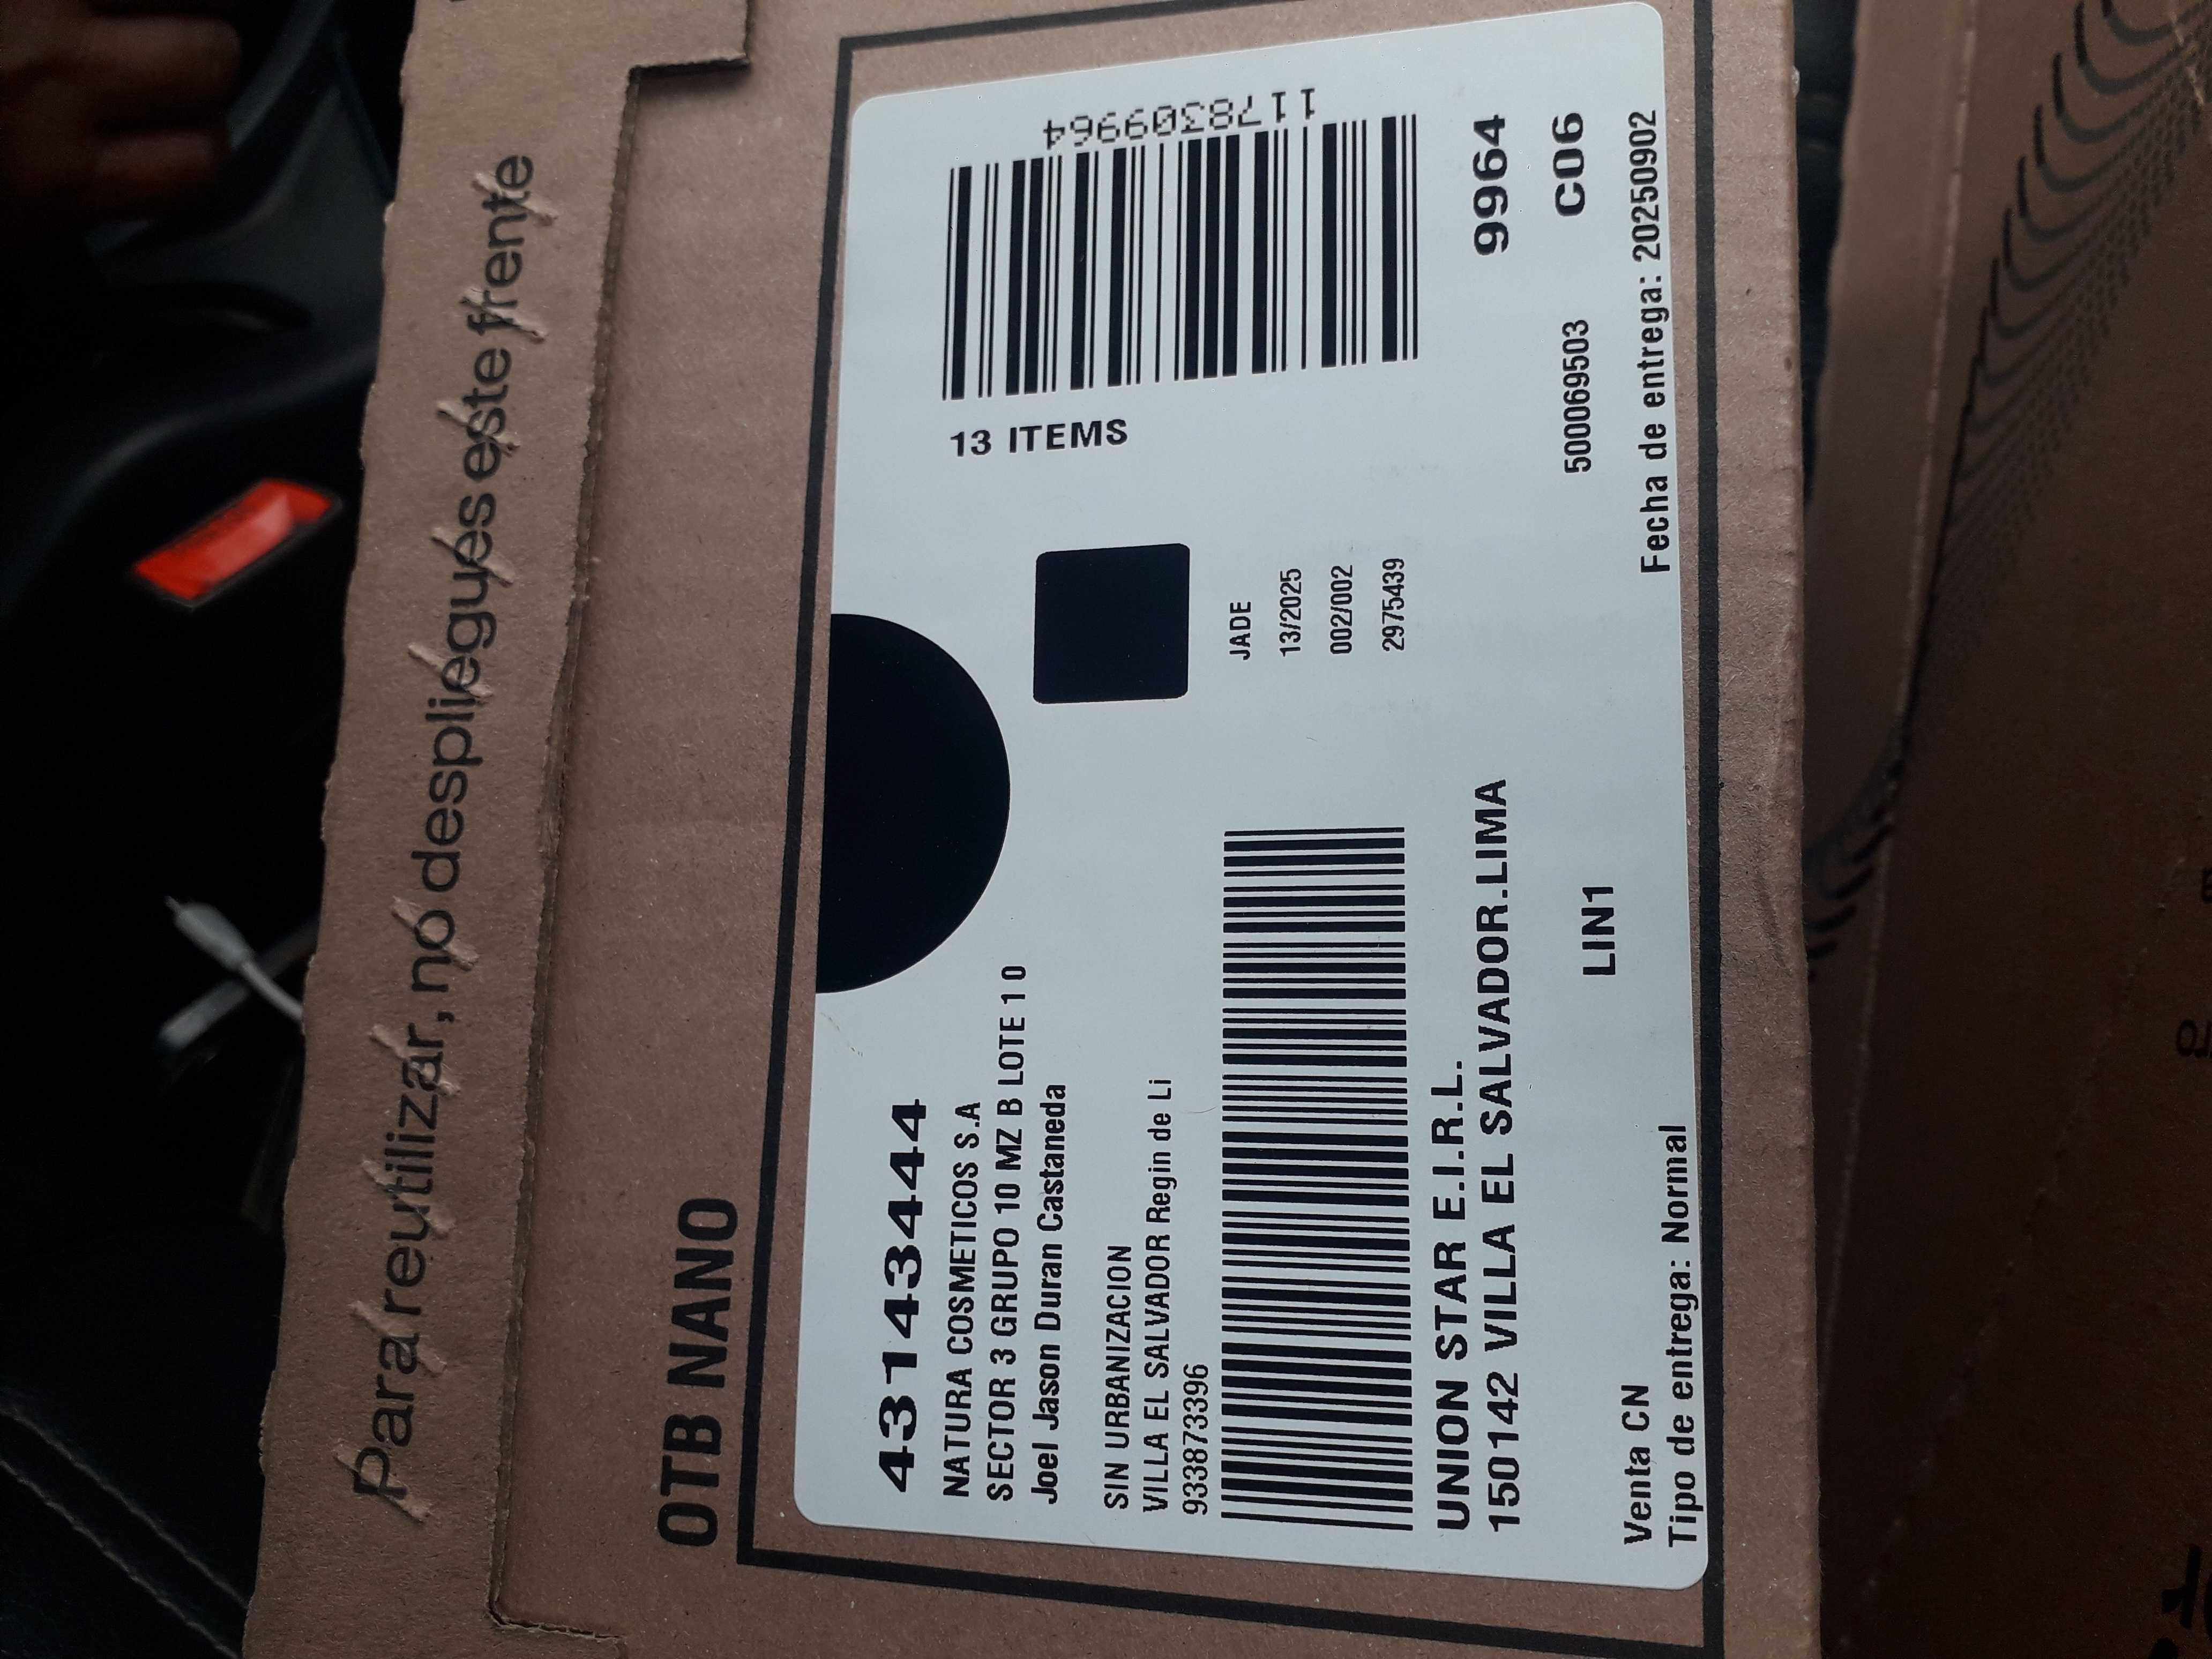 Para reutilizar, no despliegues este frente
OTB NANO
43143444
NATURA COSMETICOS S.A
SECTOR 3 GRUPO 10 MZ B LOTE 1 0
Joel Jason Duran Castaneda
SIN URBANIZACION
VILLA EL SALVADOR Regin de Li
933873396
13 ITEMS
1178309964
JADE
13/2025
002/002
2975439
UNION STAR E.I.R.L.
150142 VILLA EL SALVADOR.LIMA
9964
LIN1
500069503
C06
Venta CN
Tipo de entrega: Normal
Fecha de entrega: 20250902